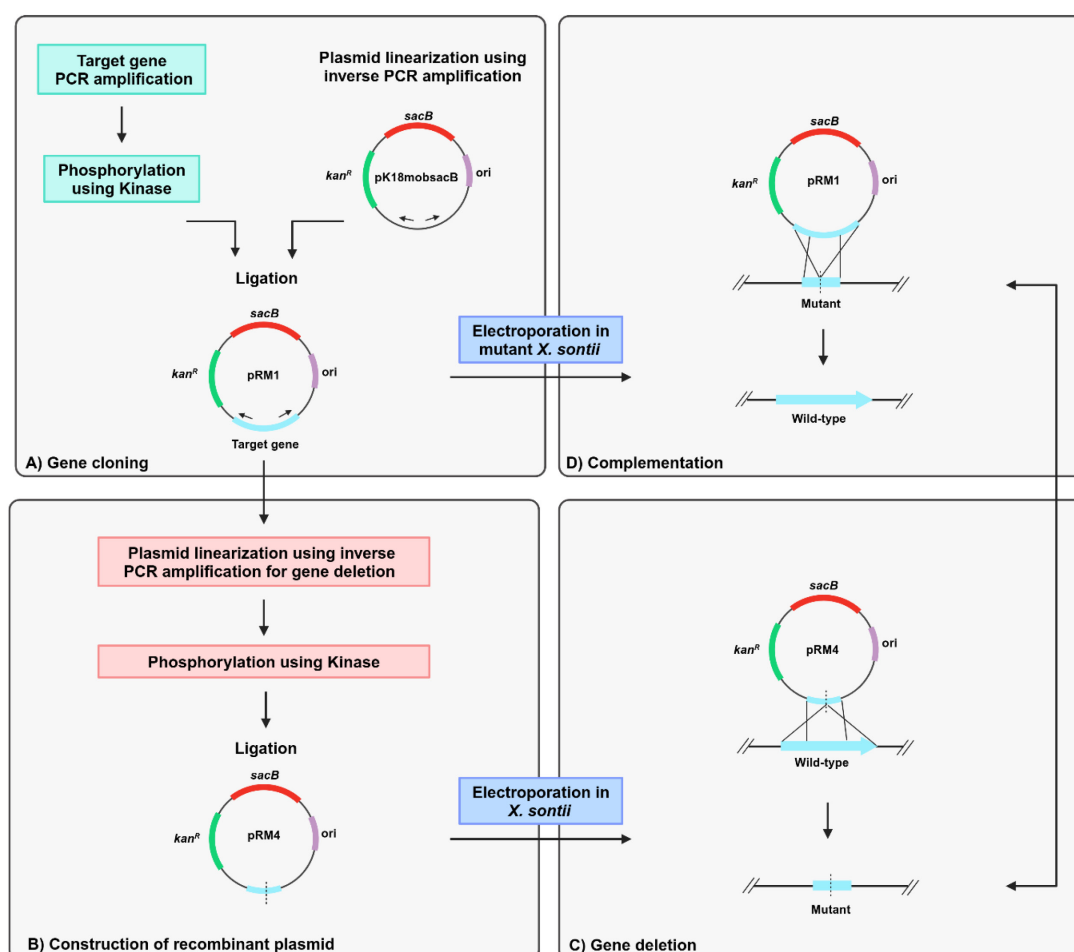 Target gene
PCR amplification
Phosphorylation
using Kinase
Plasmid linearization using
inverse PCR amplification
sacB
kanR
pK18mobsacB
ori
Ligation
sacB
kanR
pRM1
ori
Target gene
A) Gene cloning
Electroporation in
mutant X. sontii
sacB
kanR
pRM1
ori
Mutant
Wild-type
D) Complementation
Plasmid linearization using inverse
PCR amplification for gene deletion
Phosphorylation using Kinase
Ligation
sacB
kanR
pRM4
ori
B) Construction of recombinant plasmid
Electroporation in
X. sontii
sacB
kanR
pRM4
ori
Wild-type
Mutant
C) Gene deletion